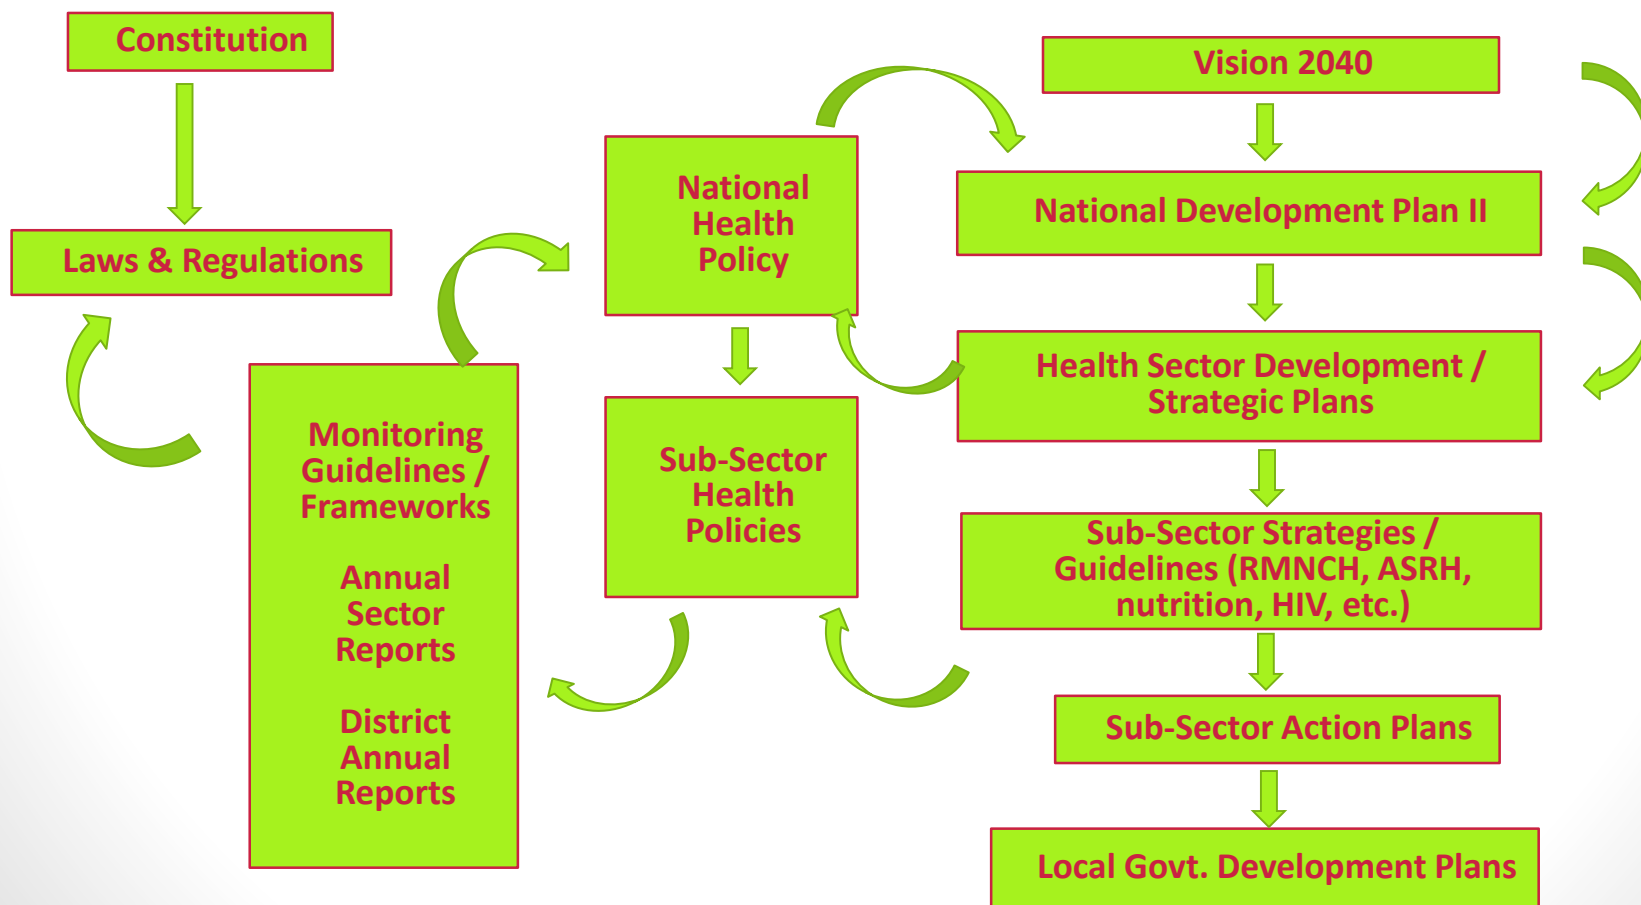 Constitution
Laws & Regulations
Monitoring
Guidelines /
Frameworks
Annual
Sector
Reports
District
Annual
Reports
National
Health
Policy
Sub-Sector
Health
Policies
Vision 2040
National Development Plan II
Health Sector Development /
Strategic Plans
Sub-Sector Strategies /
Guidelines (RMNCH, ASRH,
nutrition, HIV, etc.)
Sub-Sector Action Plans
Local Govt. Development Plans